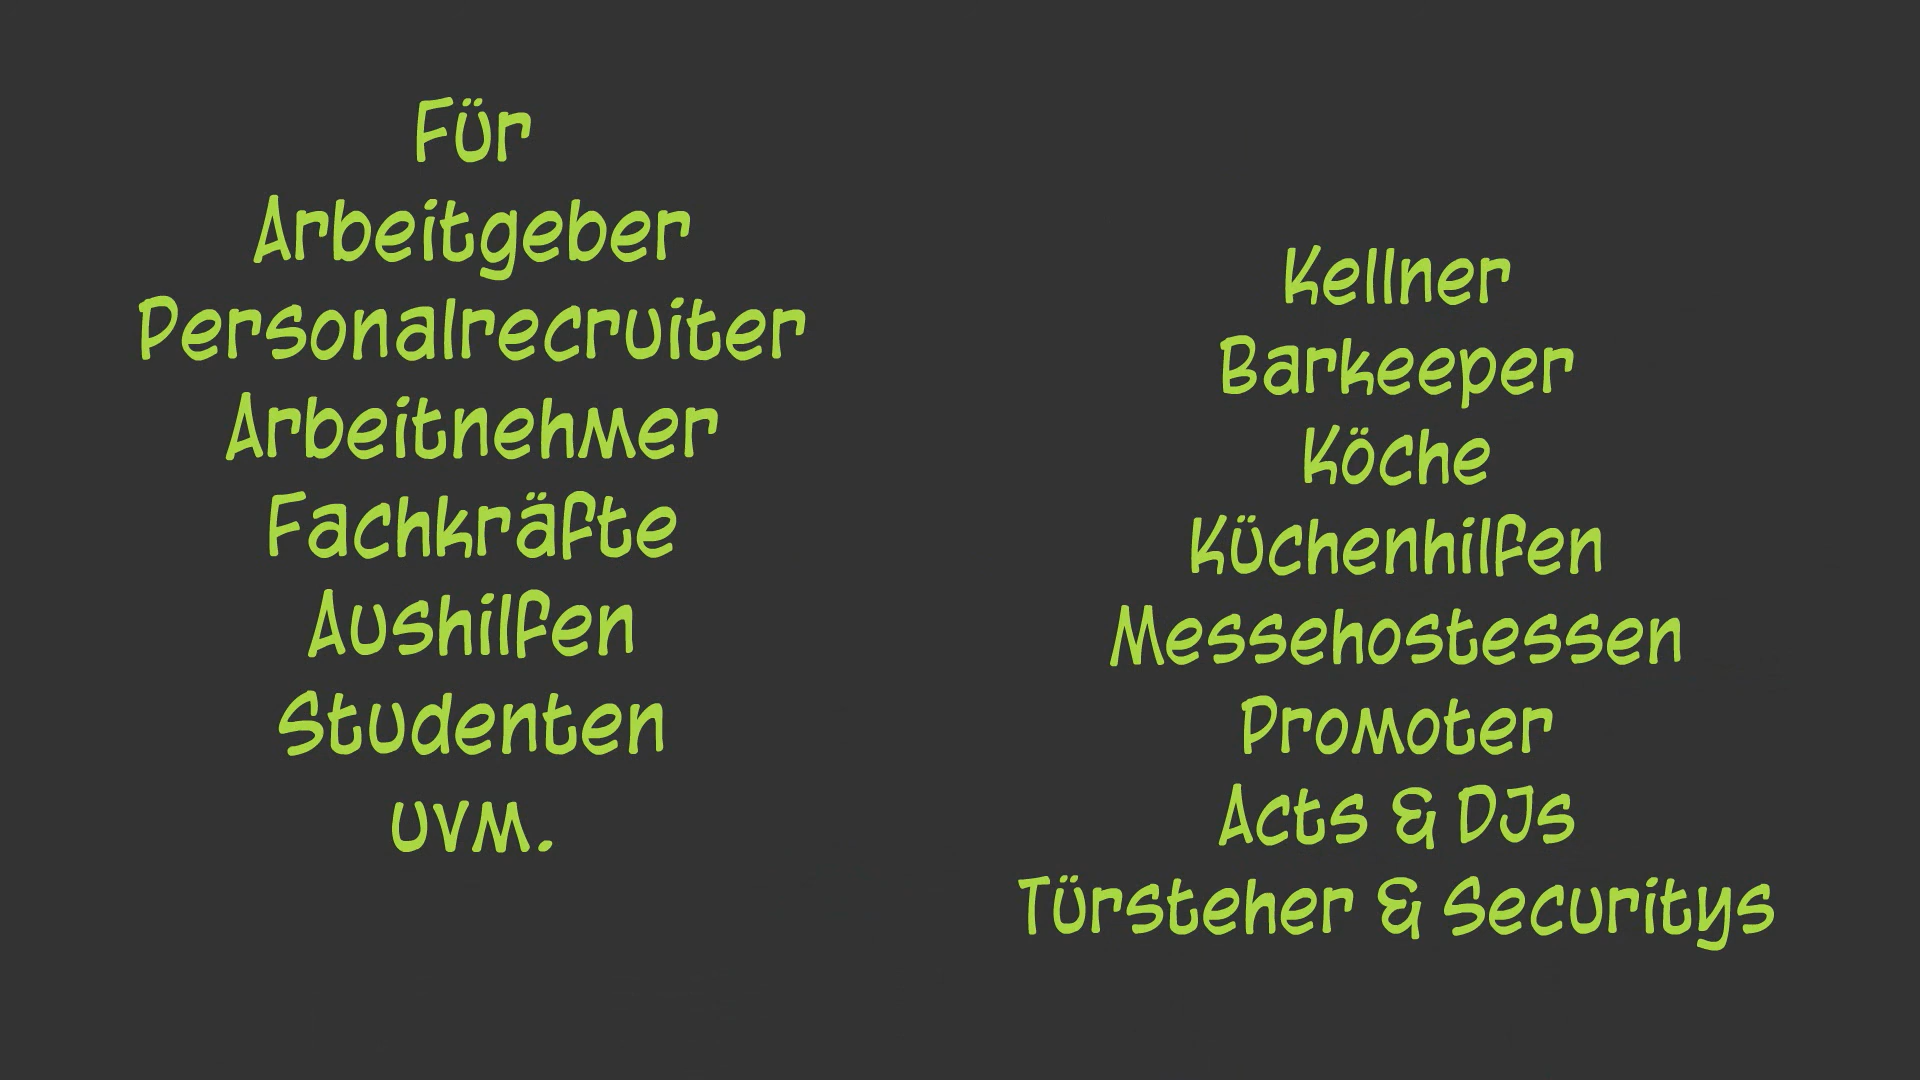 Für
Arbeitgeber
Personalrecruiter
Arbeitnehmer
Fachkräfte
Aushilfen
Studenten
uvm.
Kellner
Barkeeper
Köche
Küchenhilfen
Messehostessen
Promoter
Acts & DJs
Türsteher & Securitys